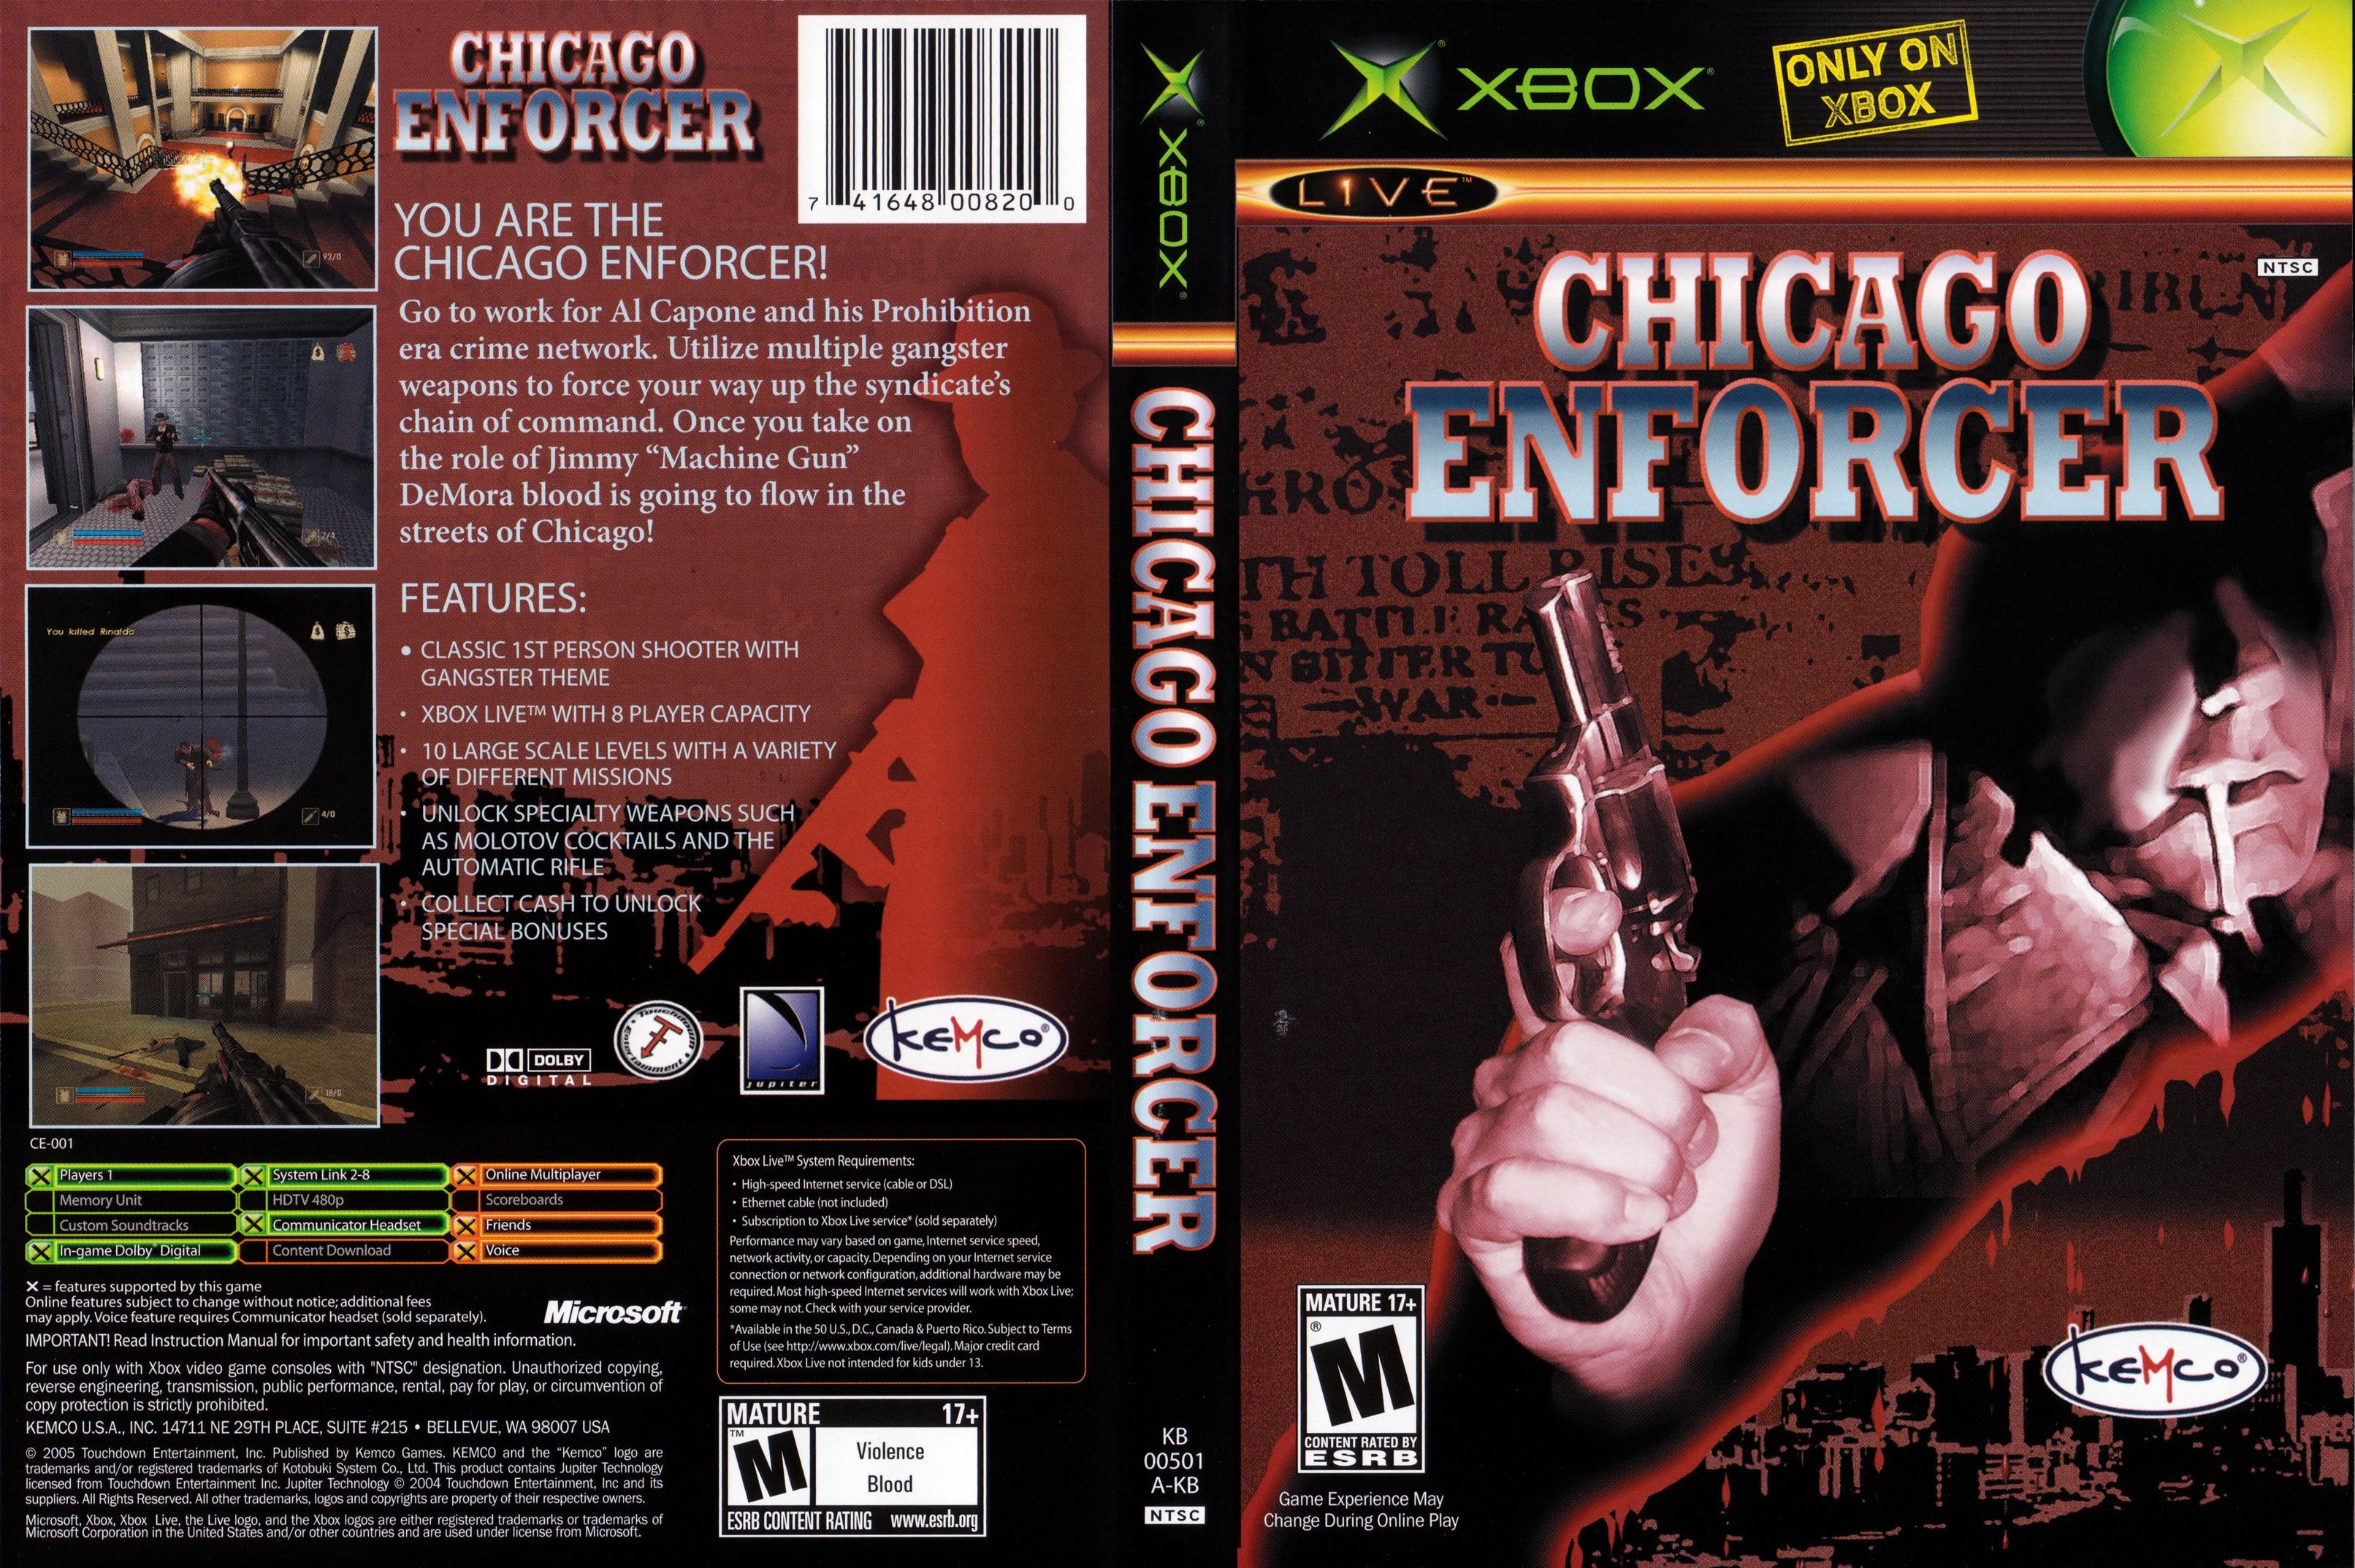 CHICAGO
ENFORCER
7 41648 00820 0
YOU ARE THE
CHICAGO ENFORCER!
Go to work for Al Capone and his Prohibition
era crime network. Utilize multiple gangster
weapons to force your way up the syndicate's
chain of command. Once you take on
the role of Jimmy “Machine Gun”
DeMora blood is going to flow in the
streets of Chicago!
FEATURES:
• CLASSIC 1ST PERSON SHOOTER WITH
GANGSTER THEME
• XBOX LIVE™ WITH 8 PLAYER CAPACITY
• 10 LARGE SCALE LEVELS WITH A VARIETY
OF DIFFERENT MISSIONS
• UNLOCK SPECIALTY WEAPONS SUCH
AS MOLOTOV COCKTAILS AND THE
AUTOMATIC RIFLE
• COLLECT CASH TO UNLOCK
SPECIAL BONUSES
92/0
7/4
You killed Rinaldo
4/0
18/0
DOLBY
DIGITAL
Touchdown
Entertainment
jupiter
KEMCO®
CE-001
Players 1
System Link 2-8
Online Multiplayer
Memory Unit
HDTV 480p
Scoreboards
Custom Soundtracks
Communicator Headset
Friends
In-game Dolby® Digital
Content Download
Voice
X = features supported by this game
Online features subject to change without notice; additional fees
may apply. Voice feature requires Communicator headset (sold separately).
Microsoft®
IMPORTANT! Read Instruction Manual for important safety and health information.
For use only with Xbox video game consoles with "NTSC" designation. Unauthorized copying,
reverse engineering, transmission, public performance, rental, pay for play, or circumvention of
copy protection is strictly prohibited.
KEMCO U.S.A., INC. 14711 NE 29TH PLACE, SUITE #215 • BELLEVUE, WA 98007 USA
© 2005 Touchdown Entertainment, Inc. Published by Kemco Games. KEMCO and the “Kemco” logo are
trademarks and/or registered trademarks of Kotobuki System Co., Ltd. This product contains Jupiter Technology
licensed from Touchdown Entertainment Inc. Jupiter Technology © 2004 Touchdown Entertainment, Inc and its
suppliers. All Rights Reserved. All other trademarks, logos and copyrights are property of their respective owners.
Microsoft, Xbox, Xbox Live, the Live logo, and the Xbox logos are either registered trademarks or trademarks of
Microsoft Corporation in the United States and/or other countries and are used under license from Microsoft.
Xbox Live™ System Requirements:
• High-speed Internet service (cable or DSL)
• Ethernet cable (not included)
• Subscription to Xbox Live service* (sold separately)
Performance may vary based on game, Internet service speed,
network activity, or capacity. Depending on your Internet service
connection or network configuration, additional hardware may be
required. Most high-speed Internet services will work with Xbox Live;
some may not. Check with your service provider.
*Available in the 50 U.S., D.C., Canada & Puerto Rico. Subject to Terms
of Use (see http://www.xbox.com/live/legal). Major credit card
required. Xbox Live not intended for kids under 13.
MATURE 17+
M™
Violence
Blood
ESRB CONTENT RATING www.esrb.org
XBOX®
CHICAGO ENFORCER
KB
00501
A-KB
NTSC
XBOX®
ONLY ON
XBOX
LIVE™
NTSC
CHICAGO
ENFORCER
TH TOLL RISES
BATTLE RA S
N BITTER TU
WAR
MATURE 17+
M®
CONTENT RATED BY
ESRB
Game Experience May
Change During Online Play
KEMCO®